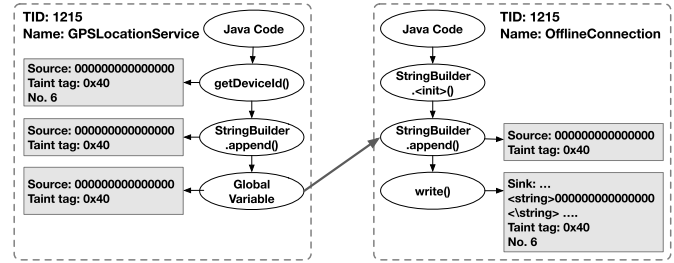 TID: 1215
Name: GPSLocationService
Java Code
Source: 000000000000000
Taint tag: 0x40
No. 6
getDeviceId()
Source: 000000000000000
Taint tag: 0x40
StringBuilder
.append()
Source: 000000000000000
Taint tag: 0x40
Global
Variable
TID: 1215
Name: OfflineConnection
Java Code
StringBuilder
.<init>()
StringBuilder
.append()
Source: 000000000000000
Taint tag: 0x40
write()
Sink: ...
<string>000000000000000
<\string> ....
Taint tag: 0x40
No. 6